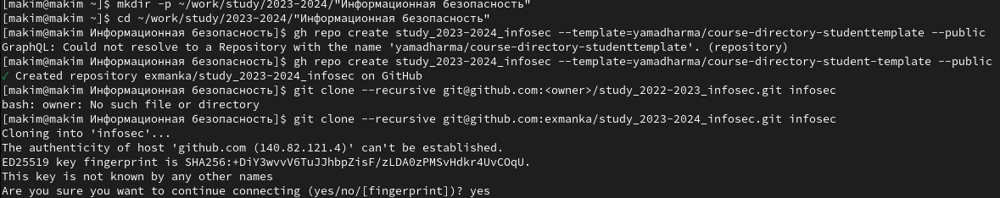 [makim@makim ~]$ mkdir -p ~/work/study/2023-2024/"Информационная безопасность"
[makim@makim ~]$ cd ~/work/study/2023-2024/"Информационная безопасность"
[makim@makim Информационная безопасность]$ gh repo create study_2023-2024_infosec --template=yamadharma/course-directory-studenttemplate --public
GraphQL: Could not resolve to a Repository with the name 'yamadharma/course-directory-studenttemplate'. (repository)
[makim@makim Информационная безопасность]$ gh repo create study_2023-2024_infosec --template=yamadharma/course-directory-student-template --public
✓ Created repository exmanka/study_2023-2024_infosec on GitHub
[makim@makim Информационная безопасность]$ git clone --recursive git@github.com:<owner>/study_2022-2023_infosec.git infosec
bash: owner: No such file or directory
[makim@makim Информационная безопасность]$ git clone --recursive git@github.com:exmanka/study_2023-2024_infosec.git infosec
Cloning into 'infosec'...
The authenticity of host 'github.com (140.82.121.4)' can't be established.
ED25519 key fingerprint is SHA256:+DiY3wvvV6TuJJhbpZisF/zLDA0zPMSvHdkr4UvCOqU.
This key is not known by any other names
Are you sure you want to continue connecting (yes/no/[fingerprint])? yes